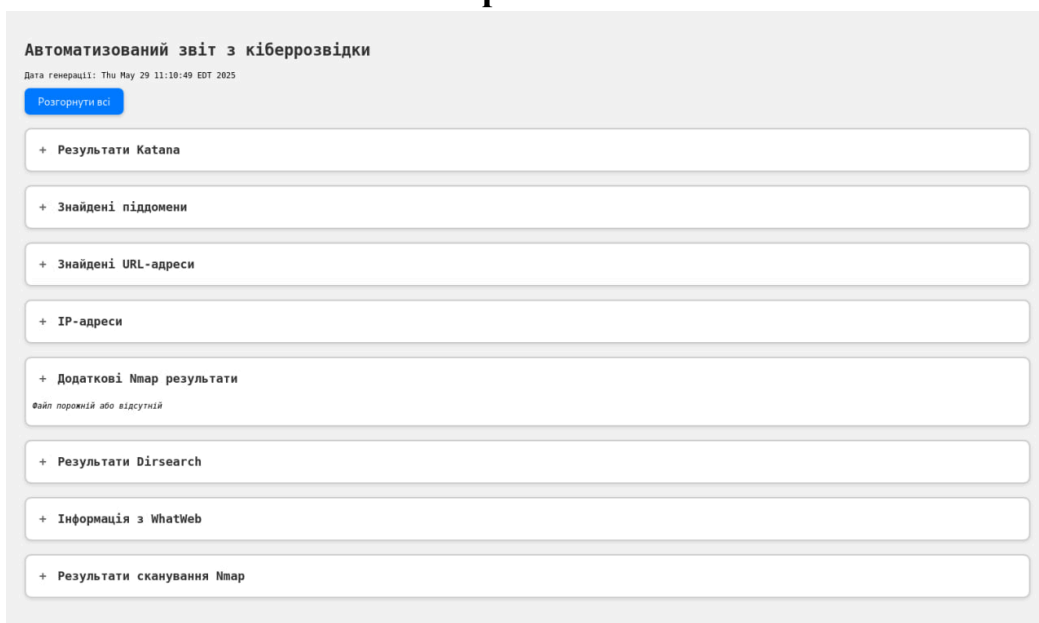 Автоматизований звіт з кіберрозвідки
Дата генерації: Thu May 29 11:10:49 EDT 2025
Розгорнути всі
+ Результати Katana
+ Знайдені піддомени
+ Знайдені URL-адреси
+ IP-адреси
+ Додаткові Nmap результати
Файл порожній або відсутній
+ Результати Dirsearch
+ Інформація з WhatWeb
+ Результати сканування Nmap